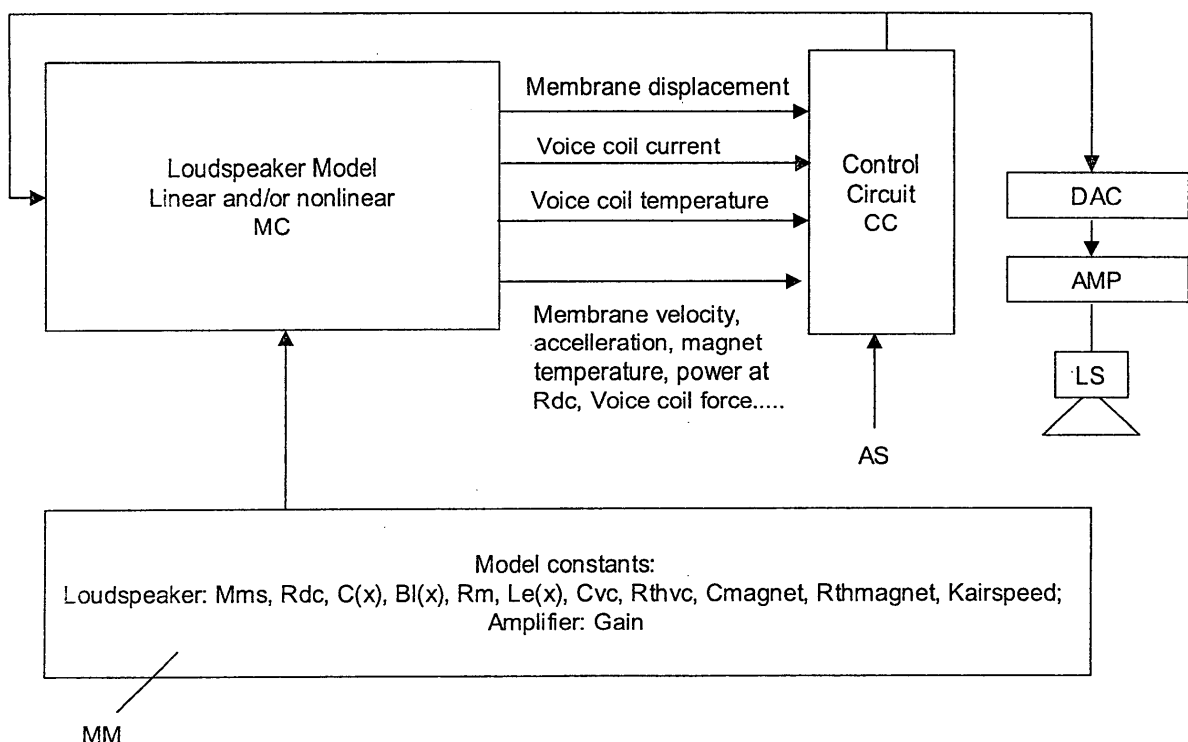 Loudspeaker Model
Linear and/or nonlinear
MC
Membrane displacement
Voice coil current
Voice coil temperature
Membrane velocity,
accelleration, magnet
temperature, power at
Rdc, Voice coil force.....
Control
Circuit
CC
AS
DAC
AMP
LS
Model constants:
Loudspeaker: Mms, Rdc, C(x), Bl(x), Rm, Le(x), Cvc, Rthvc, Cmagnet, Rthmagnet, Kairspeed;
Amplifier: Gain
MM